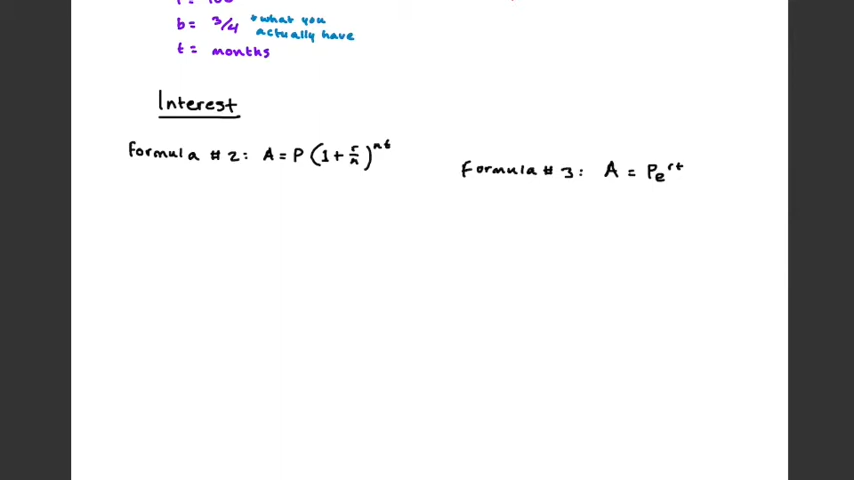 b = 3/4 *what you
actually have
t = months
Interest
Formula # 2: A = P (1 + r/n)^nt
Formula # 3: A = Pe^rt